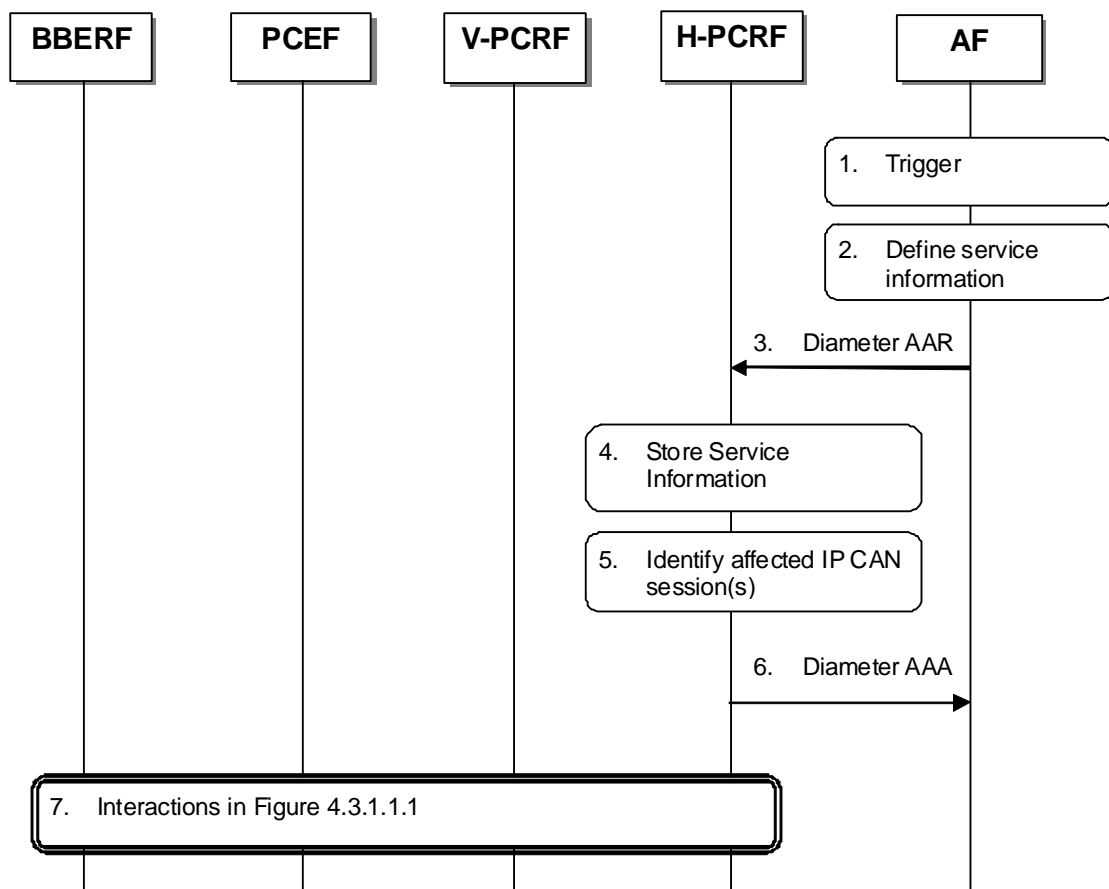 BBERF
PCEF
V-PCRF
H-PCRF
AF
1. Trigger
2. Define service
information
3. Diameter AAR
4. Store Service
Information
5. Identify affected IP CAN
session(s)
6. Diameter AAA
7. Interactions in Figure 4.3.1.1.1